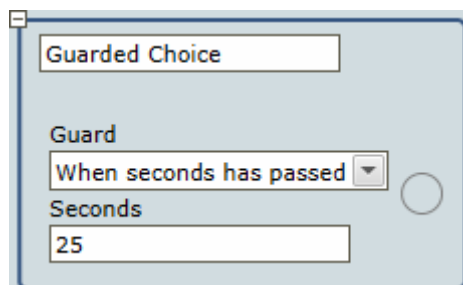 Guarded Choice
Guard
When seconds has passed
Seconds
25